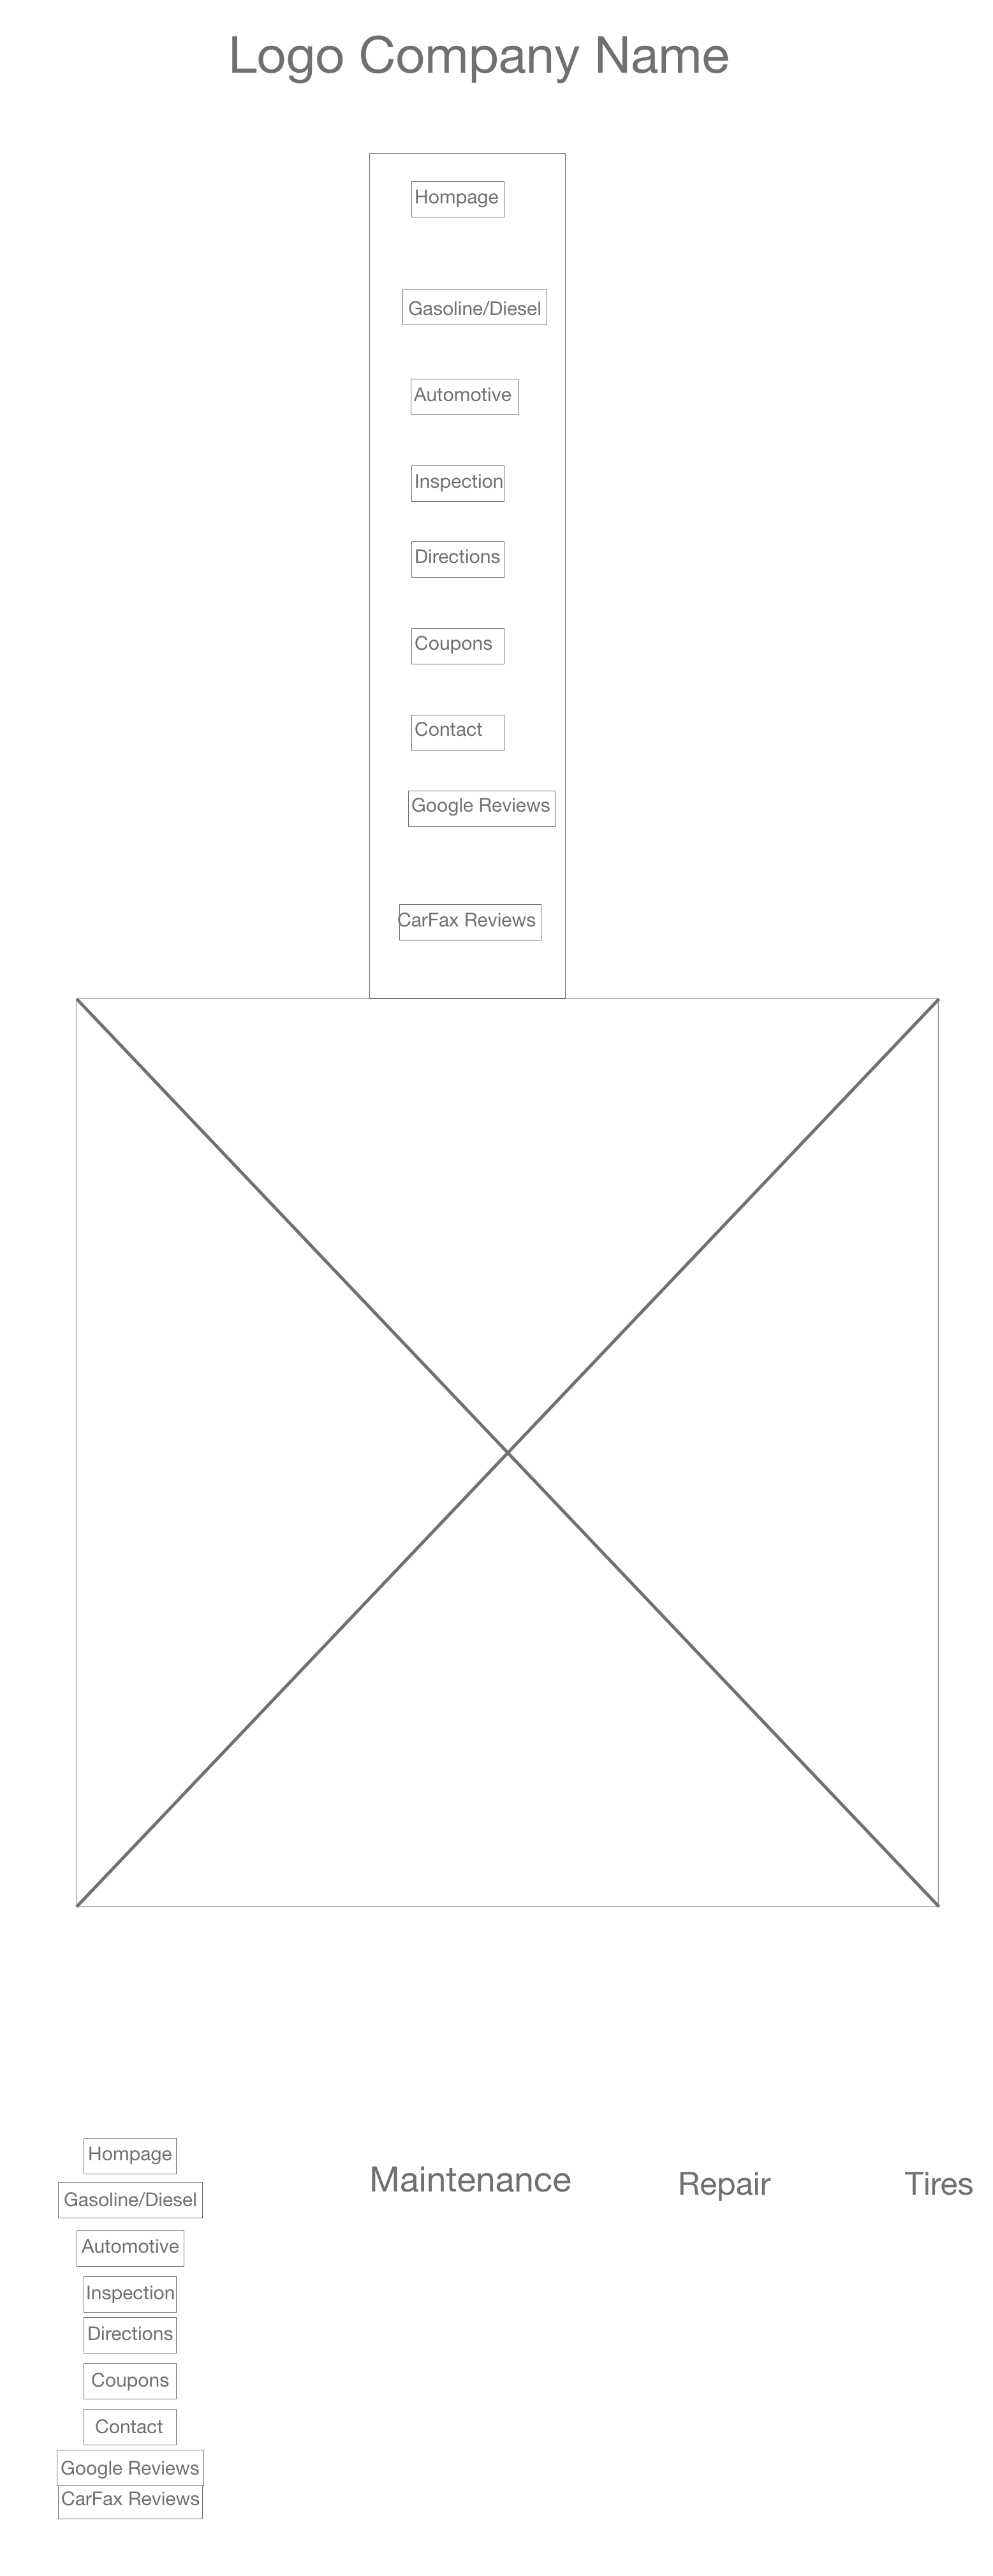 Logo Company Name
Hompage
Gasoline/Diesel
Automotive
Inspection
Directions
Coupons
Contact
Google Reviews
CarFax Reviews
Hompage
Gasoline/Diesel
Automotive
Inspection
Directions
Coupons
Contact
Google Reviews
CarFax Reviews
Maintenance
Repair
Tires